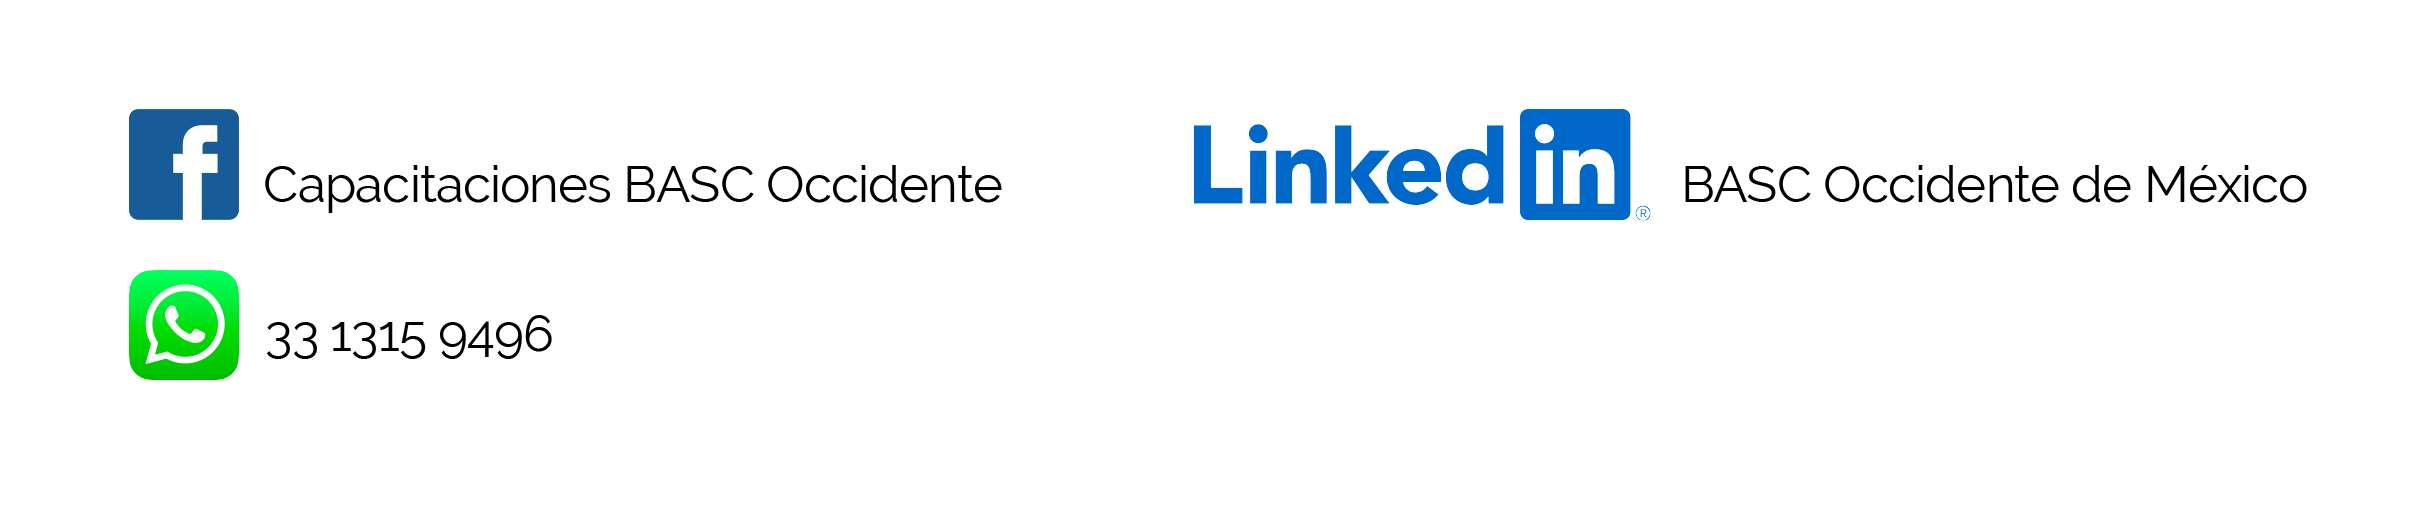 Capacitaciones BASC Occidente
LinkedIn® BASC Occidente de México
33 1315 9496